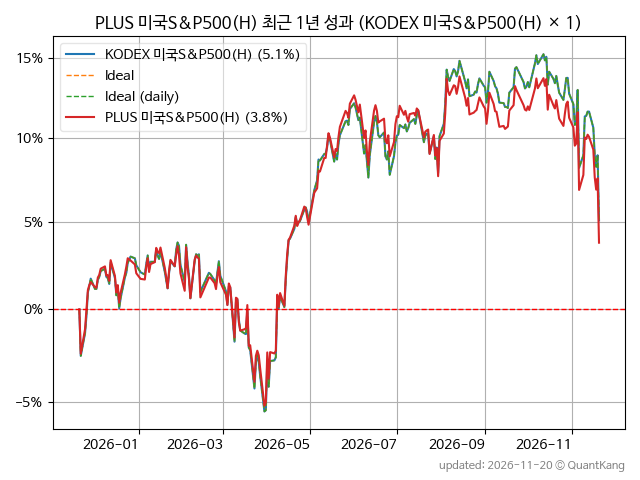 PLUS 미국S&P500(H) 최근 1년 성과 (KODEX 미국S&P500(H) × 1)
15%
10%
5%
0%
−5%
KODEX 미국S&P500(H) (5.1%)
Ideal
Ideal (daily)
PLUS 미국S&P500(H) (3.8%)
2026-01
2026-03
2026-05
2026-07
2026-09
2026-11
updated: 2026-11-20 © QuantKang